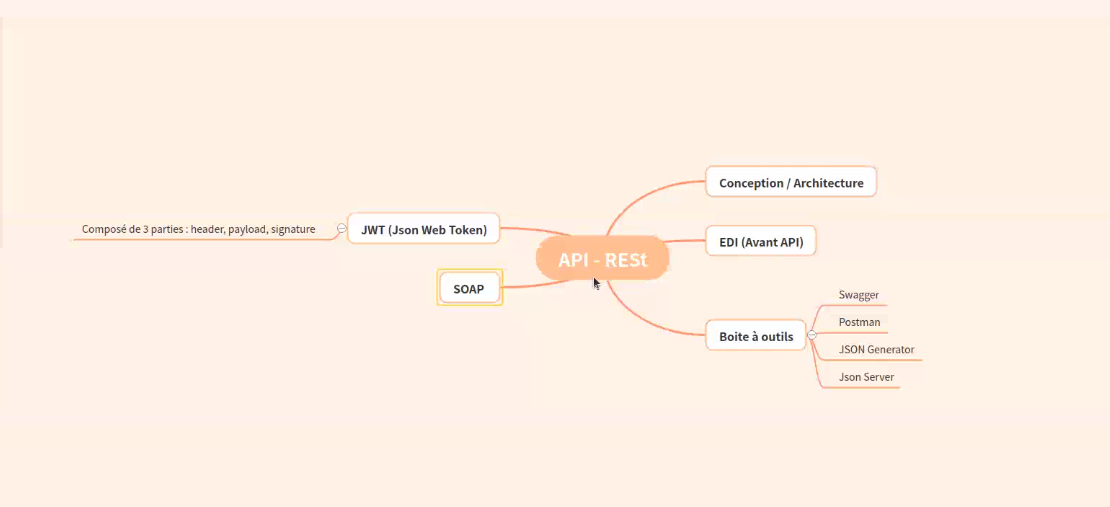 Conception / Architecture
Composé de 3 parties : header, payload, signature
JWT (Json Web Token)
EDI (Avant API)
API - RESt
SOAP
Swagger
Postman
Boite à outils
JSON Generator
Json Server